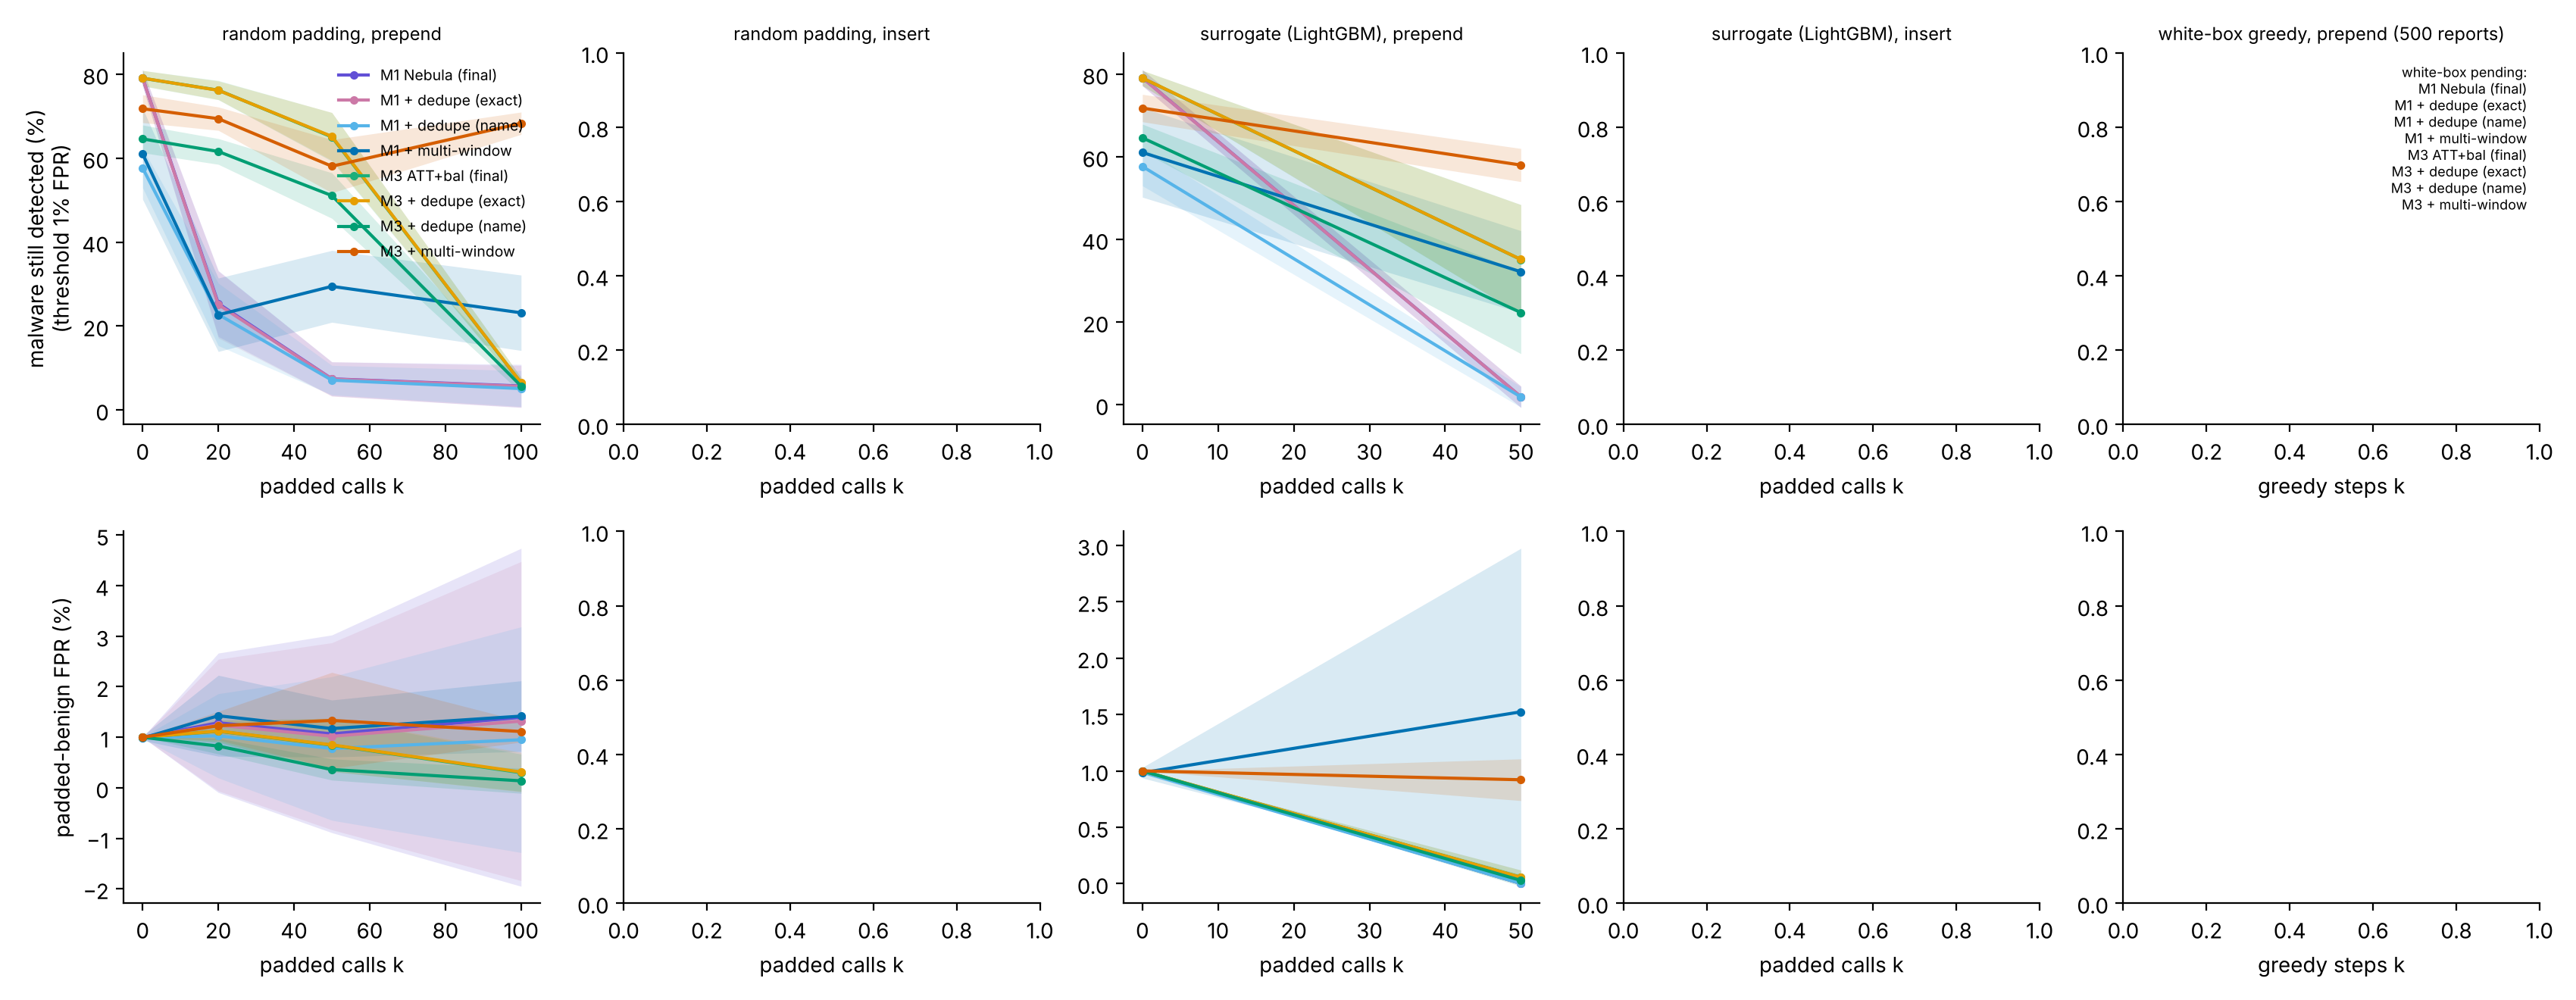 random padding, prepend
random padding, insert
surrogate (LightGBM), prepend
surrogate (LightGBM), insert
white-box greedy, prepend (500 reports)
malware still detected (%)
(threshold 1% FPR)
80
60
40
20
0
0 20 40 60 80 100
padded calls k
M1 Nebula (final)
M1 + dedupe (exact)
M1 + dedupe (name)
M1 + multi-window
M3 ATT+bal (final)
M3 + dedupe (exact)
M3 + dedupe (name)
M3 + multi-window
1.0
0.8
0.6
0.4
0.2
0.0
0.0 0.2 0.4 0.6 0.8 1.0
padded calls k
80
60
40
20
0
0 10 20 30 40 50
padded calls k
1.0
0.8
0.6
0.4
0.2
0.0
0.0 0.2 0.4 0.6 0.8 1.0
padded calls k
1.0
0.8
0.6
0.4
0.2
0.0
0.0 0.2 0.4 0.6 0.8 1.0
greedy steps k
white-box pending:
M1 Nebula (final)
M1 + dedupe (exact)
M1 + dedupe (name)
M1 + multi-window
M3 ATT+bal (final)
M3 + dedupe (exact)
M3 + dedupe (name)
M3 + multi-window
padded-benign FPR (%)
5
4
3
2
1
0
−1
−2
0 20 40 60 80 100
padded calls k
1.0
0.8
0.6
0.4
0.2
0.0
0.0 0.2 0.4 0.6 0.8 1.0
padded calls k
3.0
2.5
2.0
1.5
1.0
0.5
0.0
0 10 20 30 40 50
padded calls k
1.0
0.8
0.6
0.4
0.2
0.0
0.0 0.2 0.4 0.6 0.8 1.0
padded calls k
1.0
0.8
0.6
0.4
0.2
0.0
0.0 0.2 0.4 0.6 0.8 1.0
greedy steps k